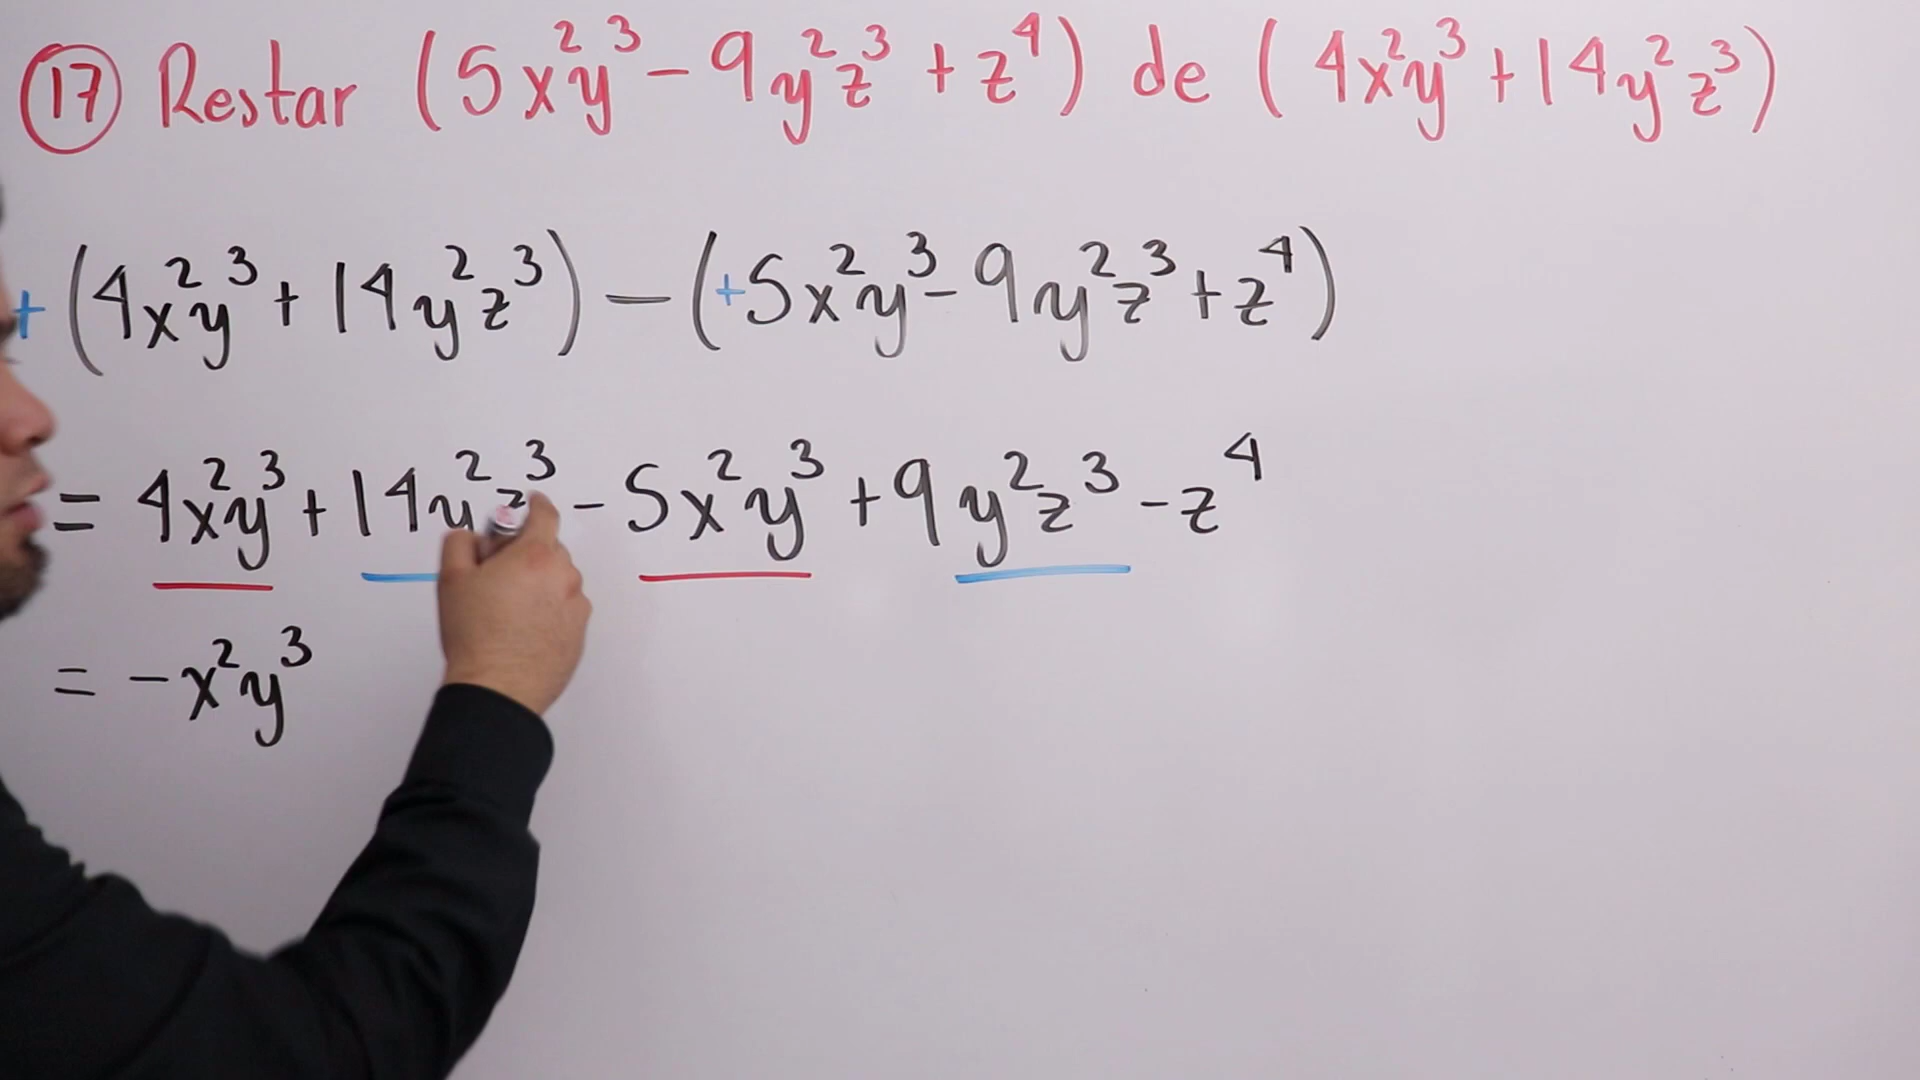 17 Restar (5x²y³ - 9y²z³ + z⁴) de (4x²y³ + 14y²z³)
+ (4x²y³ + 14y²z³) - (+5x²y³ - 9y²z³ + z⁴)
= 4x²y³ + 14y²z³ - 5x²y³ + 9y²z³ - z⁴
= -x²y³